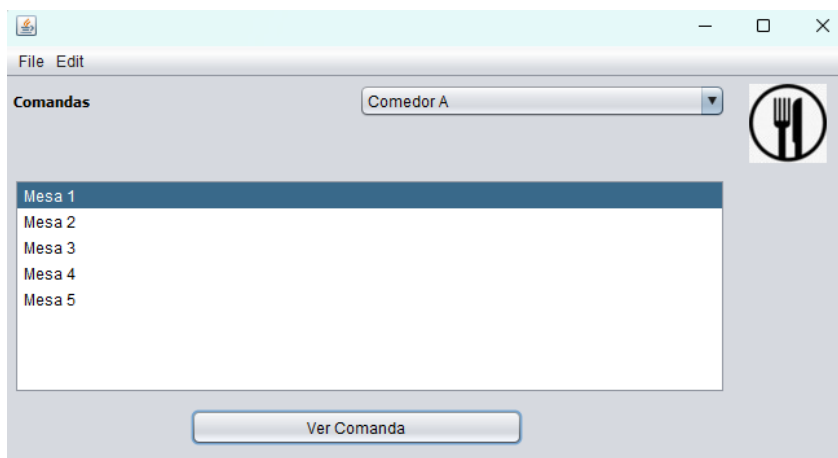 File Edit
Comandas Comedor A
Mesa 1
Mesa 2
Mesa 3
Mesa 4
Mesa 5
Ver Comanda